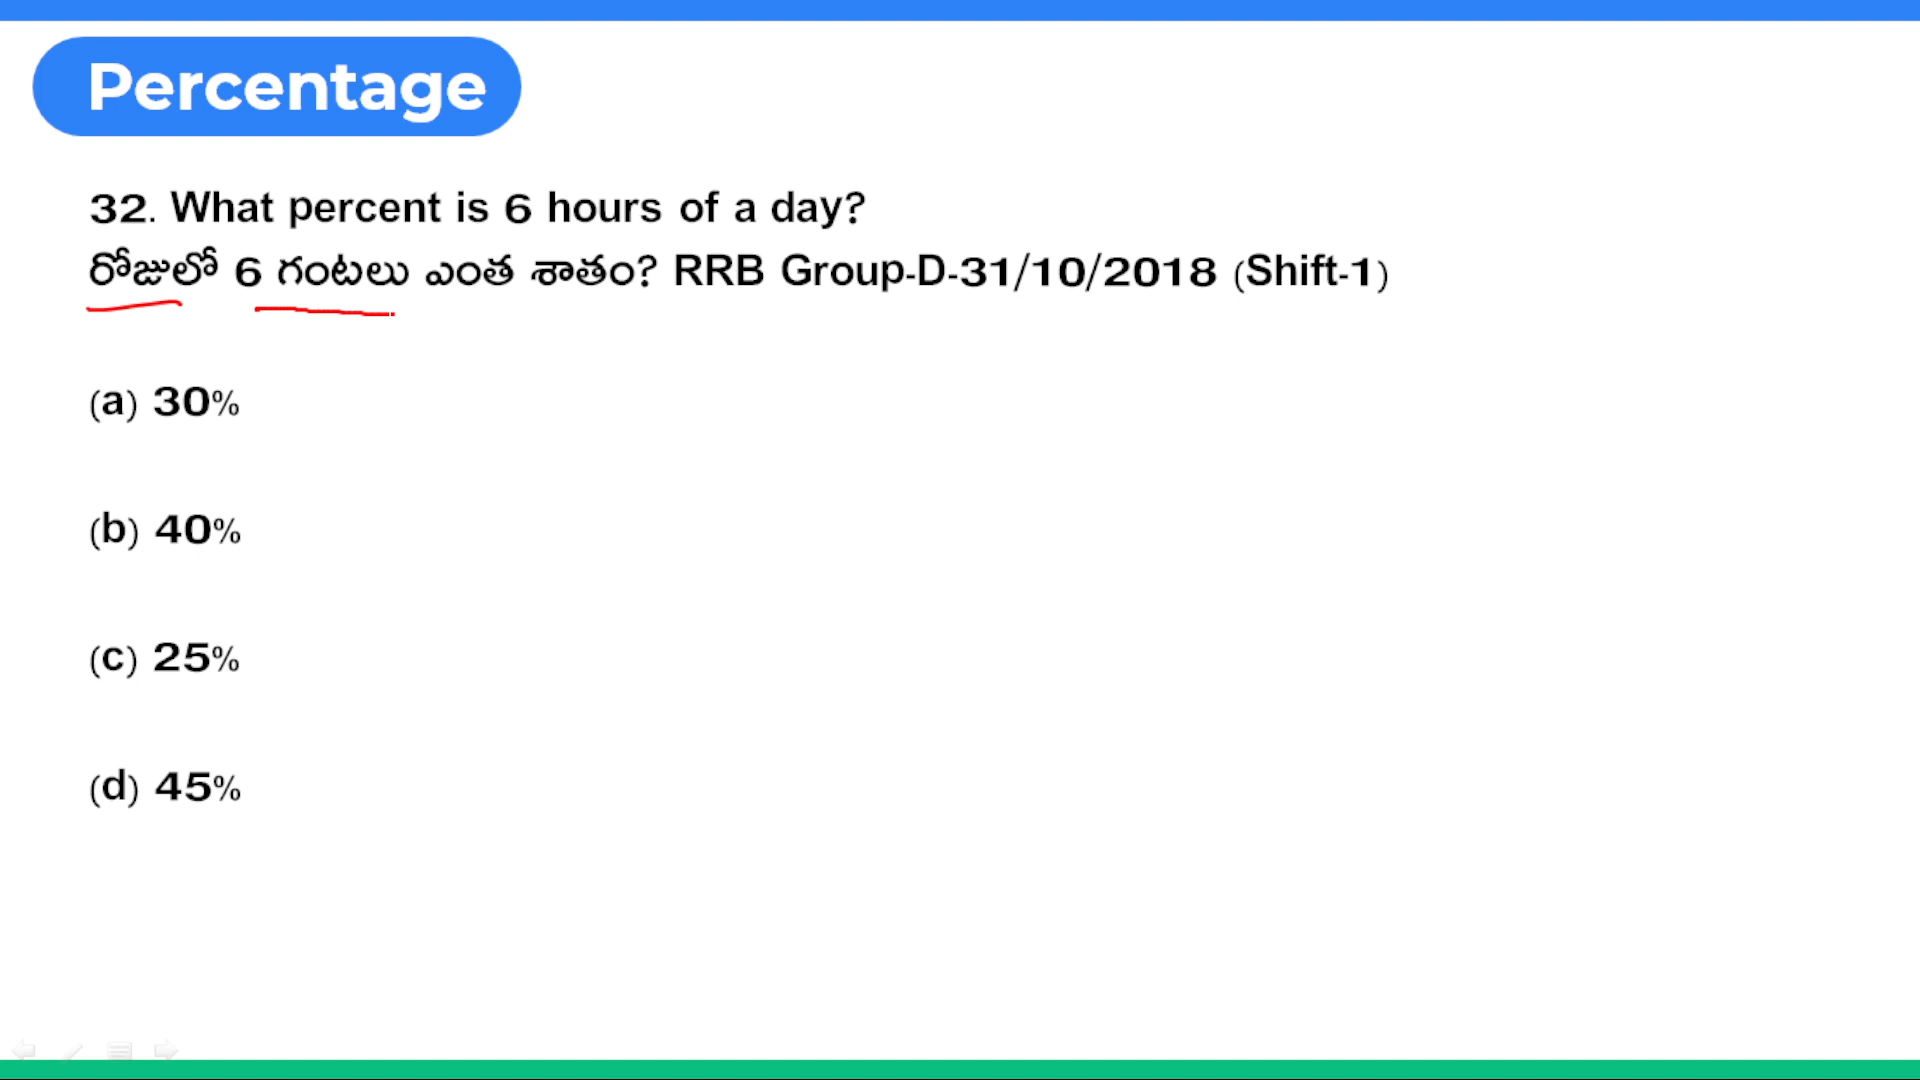 Percentage
32. What percent is 6 hours of a day?
రోజులో 6 గంటలు ఎంత శాతం? RRB Group-D-31/10/2018 (Shift-1)
(a) 30%
(b) 40%
(c) 25%
(d) 45%